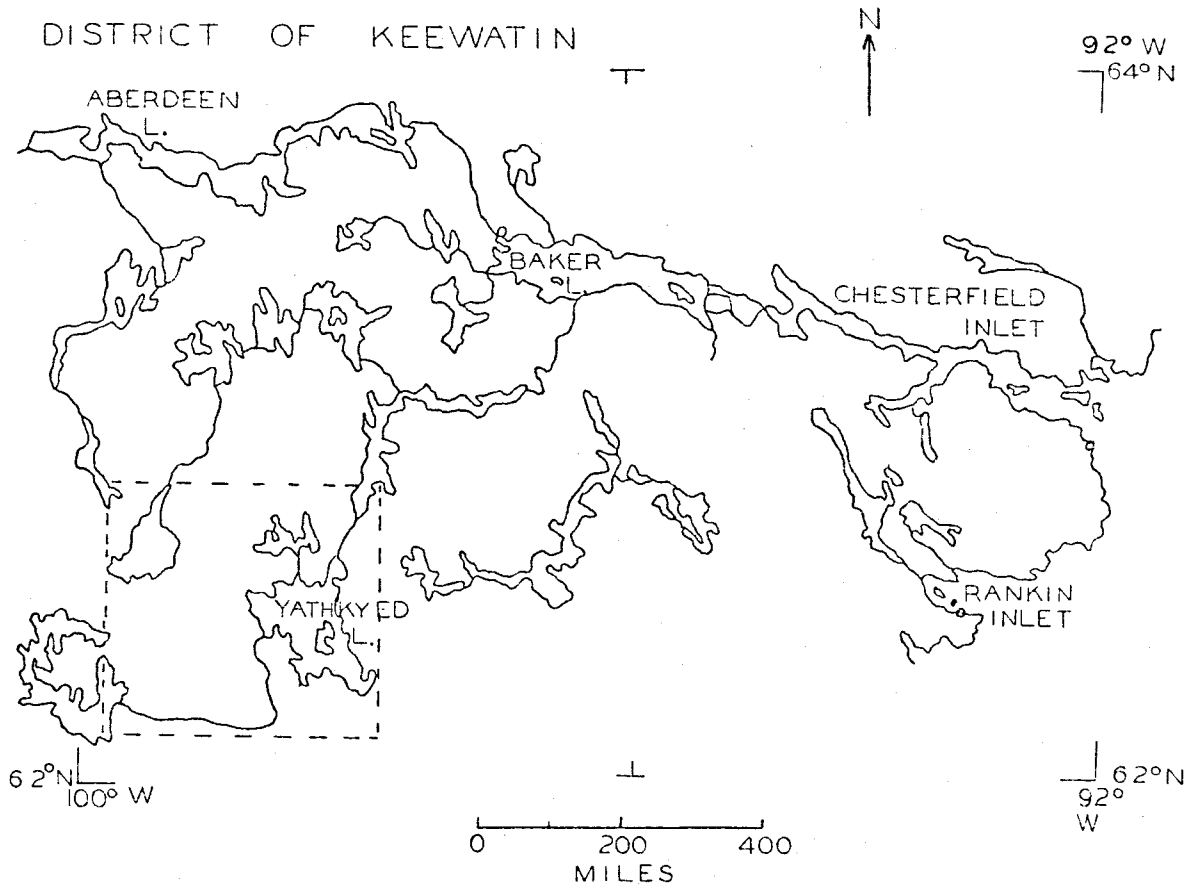 DISTRICT OF KEEWATIN
N
92° W
64° N
ABERDEEN
L.
BAKER
L.
CHESTERFIELD
INLET
YATHKYED
L.
RANKIN
INLET
62°N
100° W
62°N
92°
W
0 200 400
MILES